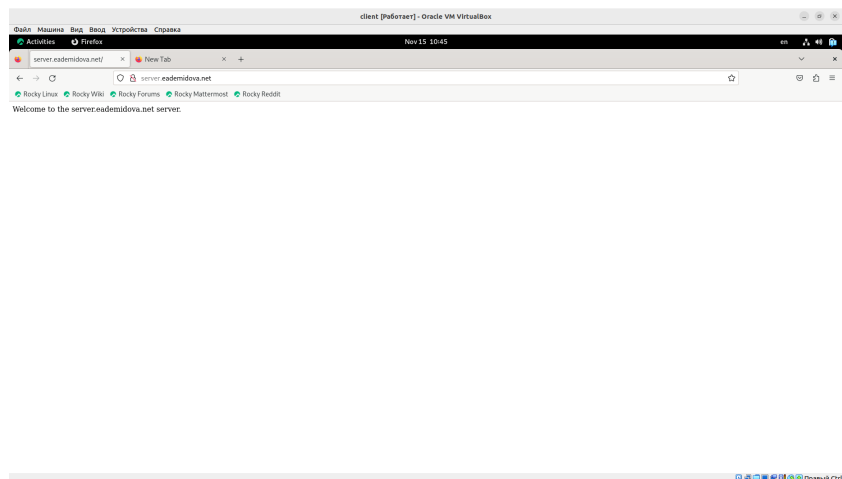 client [Работает] - Oracle VM VirtualBox
Файл Машина Вид Ввод Устройства Справка
Activities Firefox Nov 15 10:45 en
server.eademidova.net/ × New Tab × +
server.eademidova.net
Rocky Linux Rocky Wiki Rocky Forums Rocky Mattermost Rocky Reddit
Welcome to the server.eademidova.net server.
Правый Ctrl